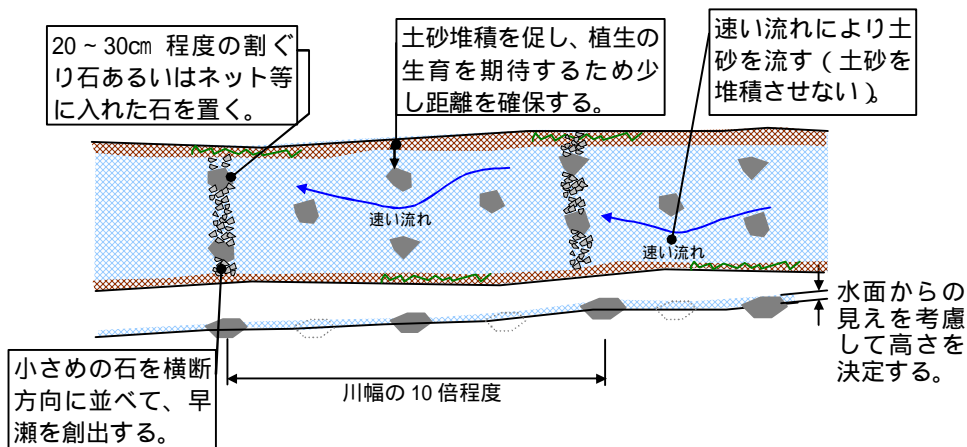 20～30cm 程度の割ぐ
り石あるいはネット等
に入れた石を置く。
土砂堆積を促し、植生の
生育を期待するため少
し距離を確保する。
速い流れにより土
砂を流す（土砂を
堆積させない）。
速い流れ
速い流れ
水面からの
見えを考慮
して高さを
決定する。
小さめの石を横断
方向に並べて、早
瀬を創出する。
川幅の 10 倍程度